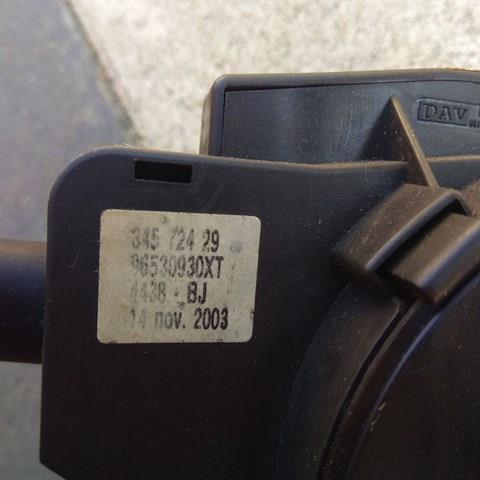 DAV
345 724 29
96530930XT
4438 - BJ
14 nov. 2003